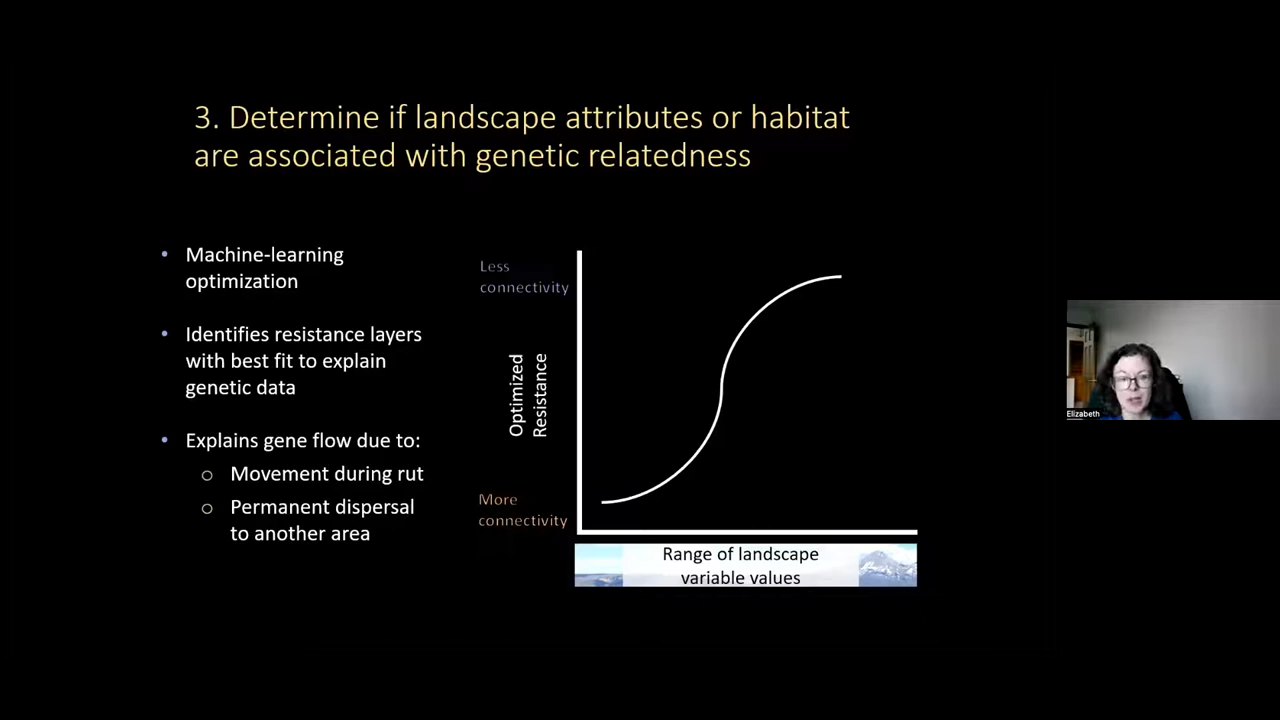 3. Determine if landscape attributes or habitat
are associated with genetic relatedness
• Machine-learning
optimization
• Identifies resistance layers
with best fit to explain
genetic data
• Explains gene flow due to:
o Movement during rut
o Permanent dispersal
to another area
Less
connectivity
Optimized
Resistance
More
connectivity
Range of landscape
variable values
Elizabeth